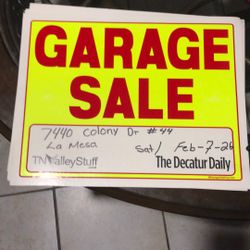 GARAGE
SALE
7440 Colony Dr #44
La Mesa Sat/ Feb-7-26
TNValleyStuff The Decatur Daily